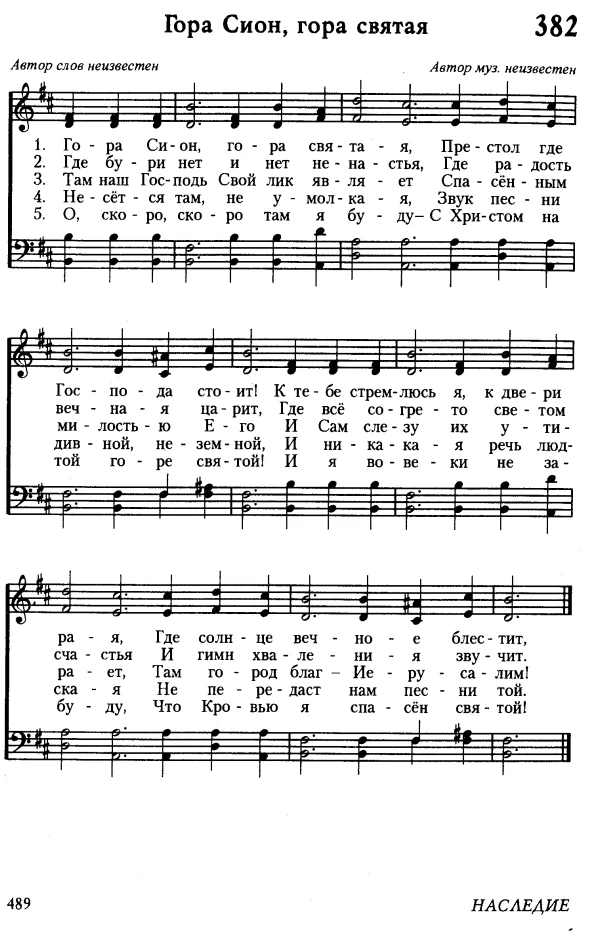 Гора Сион, гора святая 382
Автор слов неизвестен Автор муз. неизвестен
1. Го - ра Си - он, го - ра свя - та - я, Пре - стол где
2. Где бу - ри нет и нет не - на - стья, Где ра - дость
3. Там наш Гос - подь Свой лик яв - ля - ет Спа - сён - ным
4. Не - сёт - ся там, не у - мол - ка - я, Звук пес - ни
5. О, ско - ро, ско - ро там я бу - ду – С Хри - стом на
Гос - по - да сто - ит! К те - бе стрем - люсь я, к две - ри
веч - на - я ца - рит, Где всё со - гре - то све - том
ми - лость - ю Е - го И Сам сле - зу их у - ти -
див - ной, не - зем - ной, И ни - ка - ка - я речь люд -
той го - ре свя - той! И я во - ве - ки не за -
ра - я, Где солн - це веч - но - е блес - тит,
сча - стья И гимн хва - ле - ни - я зву - чит.
ра - ет, Там го - род благ – Ие - ру - са - лим!
ска - я Не пе - ре - даст нам пес - ни той.
бу - ду, Что Кро - вью я спа - сён свя - той!
489 НАСЛЕДИЕ